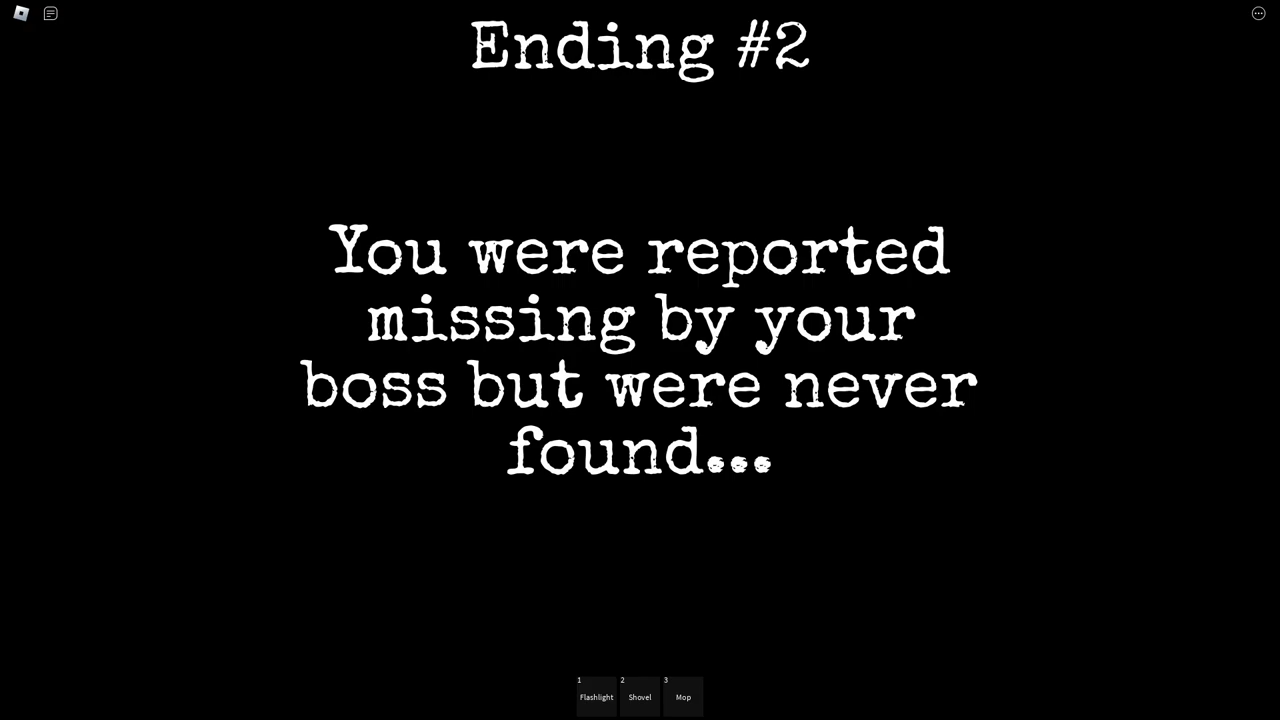 Ending #2
You were reported
missing by your
boss but were never
found...
1 2 3
Flashlight Shovel Mop